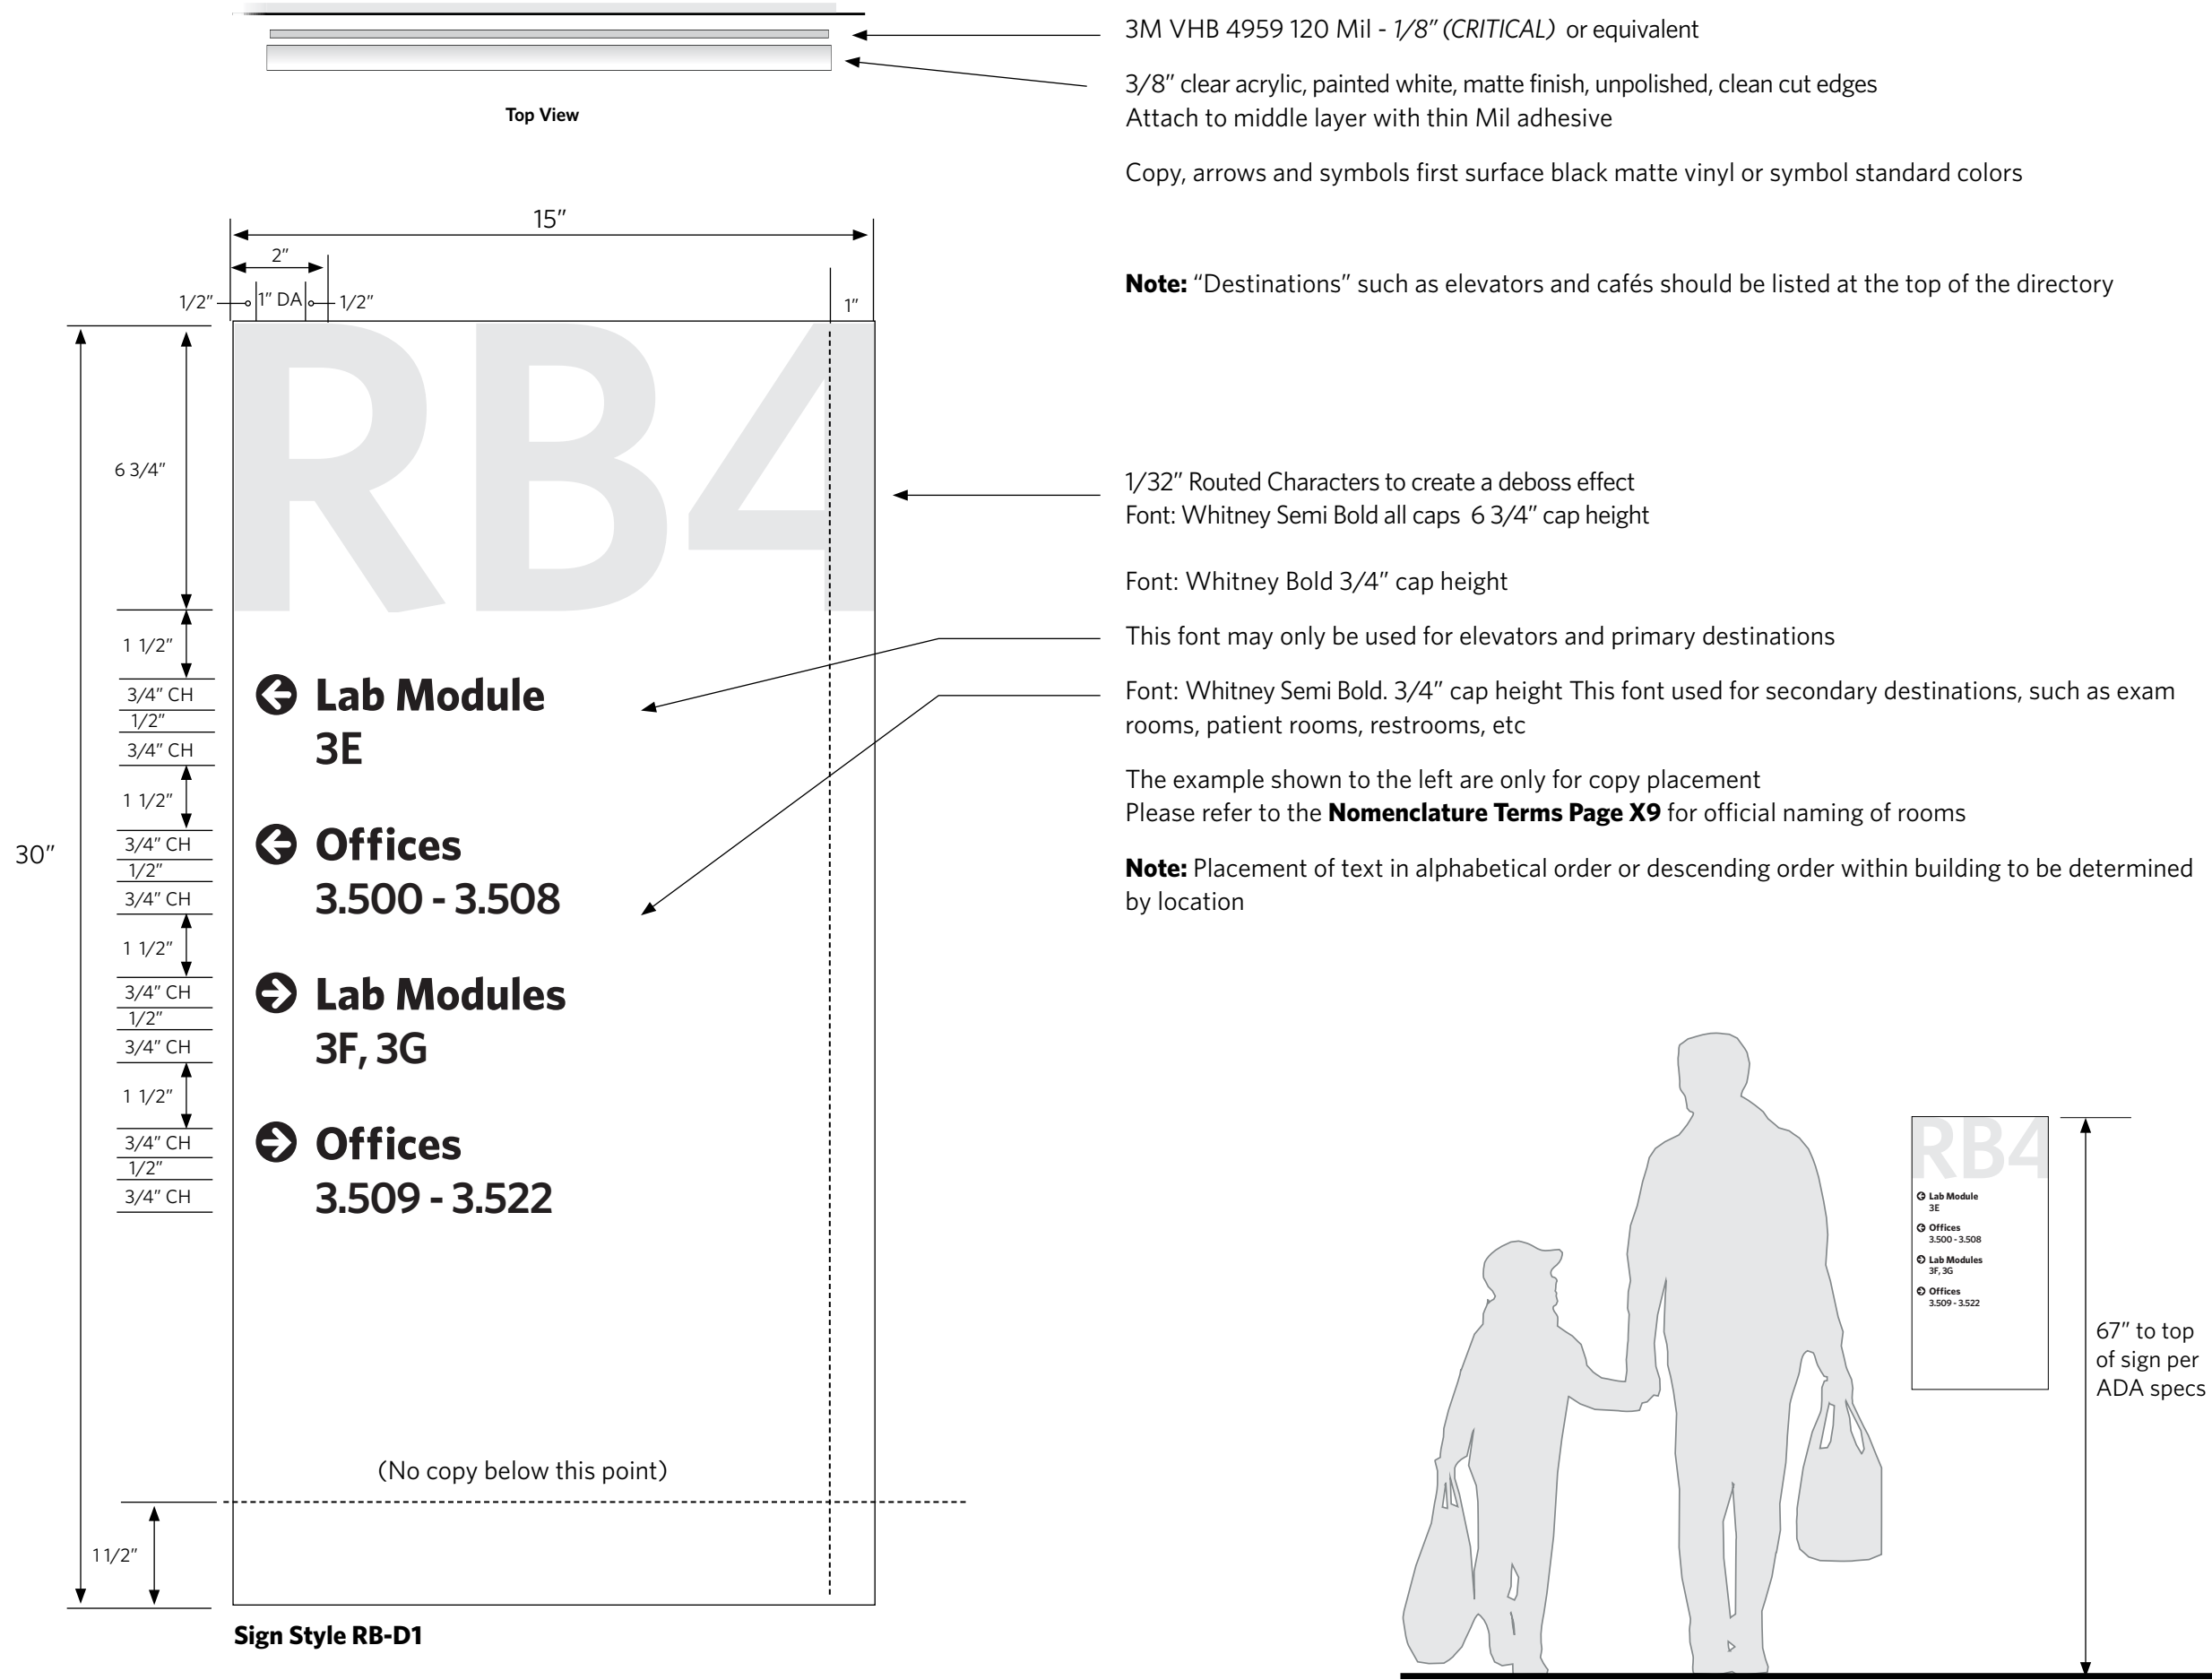 3M VHB 4959 120 Mil - 1/8” (CRITICAL) or equivalent
3/8” clear acrylic, painted white, matte finish, unpolished, clean cut edges
Attach to middle layer with thin Mil adhesive
Top View
Copy, arrows and symbols first surface black matte vinyl or symbol standard colors
15”
2”
1/2”
1” DA
1/2”
1”
Note: “Destinations” such as elevators and cafés should be listed at the top of the directory
RB4
6 3/4”
1/32” Routed Characters to create a deboss effect
Font: Whitney Semi Bold all caps 6 3/4” cap height
Font: Whitney Bold 3/4” cap height
This font may only be used for elevators and primary destinations
Font: Whitney Semi Bold. 3/4” cap height This font used for secondary destinations, such as exam
rooms, patient rooms, restrooms, etc
The example shown to the left are only for copy placement
Please refer to the Nomenclature Terms Page X9 for official naming of rooms
Note: Placement of text in alphabetical order or descending order within building to be determined
by location
30”
1 1/2”
3/4” CH
1/2”
3/4” CH
1 1/2”
3/4” CH
1/2”
3/4” CH
1 1/2”
3/4” CH
1/2”
3/4” CH
1 1/2”
3/4” CH
1/2”
3/4” CH
Lab Module
3E
Offices
3.500 - 3.508
Lab Modules
3F, 3G
Offices
3.509 - 3.522
(No copy below this point)
1 1/2”
Sign Style RB-D1
RB4
Lab Module
3E
Offices
3.500 - 3.508
Lab Modules
3F, 3G
Offices
3.509 - 3.522
67” to top
of sign per
ADA specs